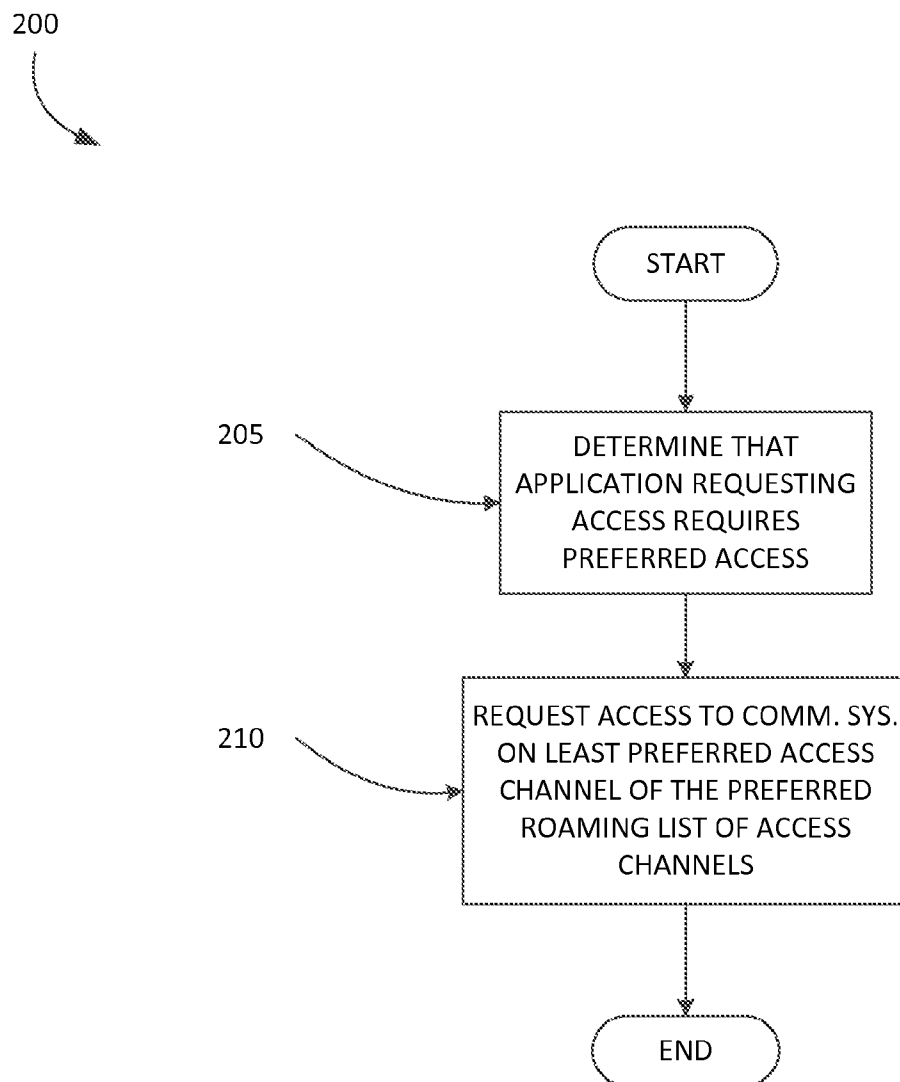 200
START
205
DETERMINE THAT
APPLICATION REQUESTING
ACCESS REQUIRES
PREFERRED ACCESS
210
REQUEST ACCESS TO COMM. SYS.
ON LEAST PREFERRED ACCESS
CHANNEL OF THE PREFERRED
ROAMING LIST OF ACCESS
CHANNELS
END